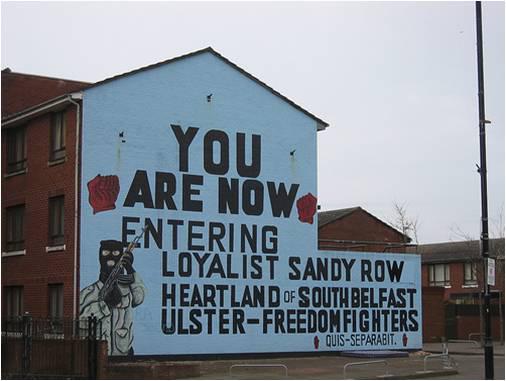 YOU
ARE NOW
ENTERING
LOYALIST SANDY ROW
HEARTLAND OF SOUTH BELFAST
ULSTER-FREEDOM FIGHTERS
QUIS-SEPARABIT.